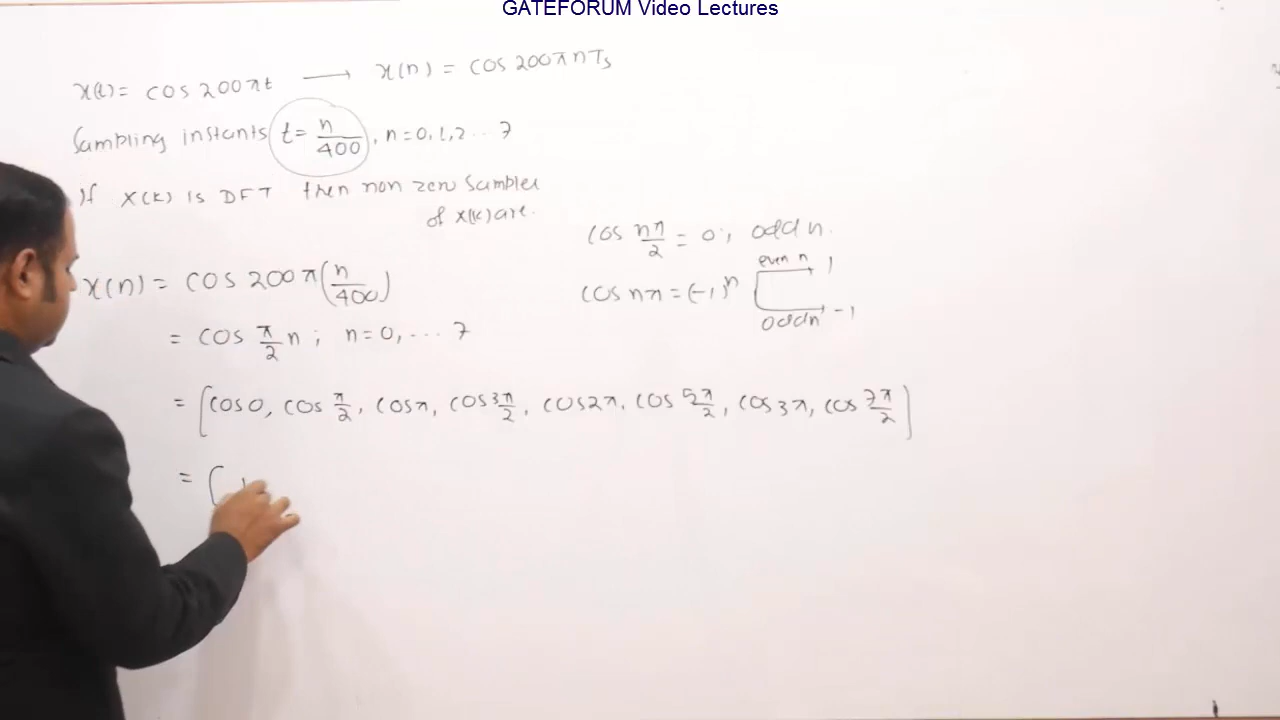 GATEFORUM Video Lectures
x(t) = cos 200πt → x(n) = cos 200πnTs
Sampling instants t = n/400, n = 0, 1, 2 ... 7
If X(k) is DFT then non zero samples
of X(k) are.
cos nπ/2 = 0 ; odd n.
x(n) = cos 200π(n/400)
cos nπ = (-1)^n
even n 1
odd n -1
= cos π/2 n ; n = 0, ... 7
= [cos 0, cos π/2, cos π, cos 3π/2, cos 2π, cos 5π/2, cos 3π, cos 7π/2]
= [ 1